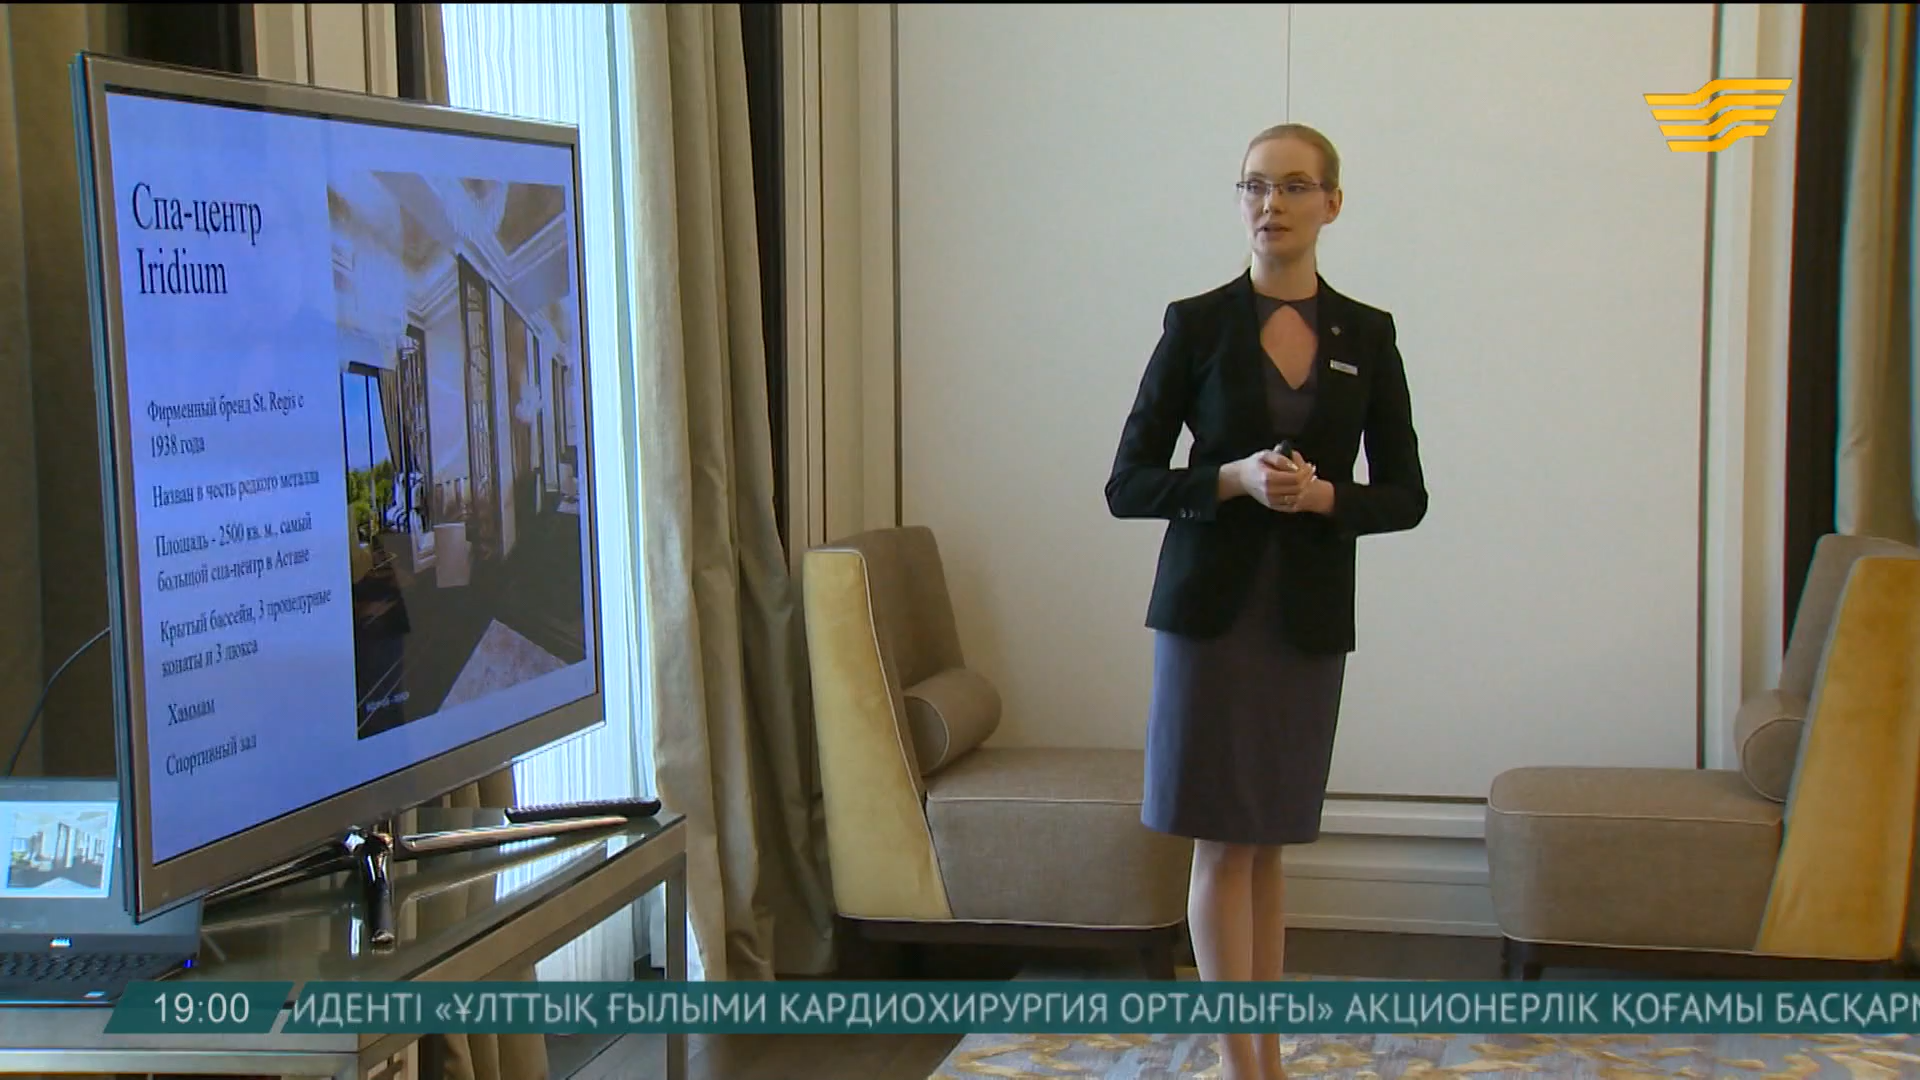 Спа-центр
Iridium
Фирменный бренд St. Regis с
1938 года
Назван в честь редкого металла
Площадь - 2500 кв. м., самый
большой спа-центр в Астане
Крытый бассейн, 3 процедурные
конаты и 3 люкса
Хаммам
Спортивный зал
19:00
ИДЕНТІ «ҰЛТТЫҚ ҒЫЛЫМИ КАРДИОХИРУРГИЯ ОРТАЛЫҒЫ» АКЦИОНЕРЛІК ҚОҒАМЫ БАСҚАРМ